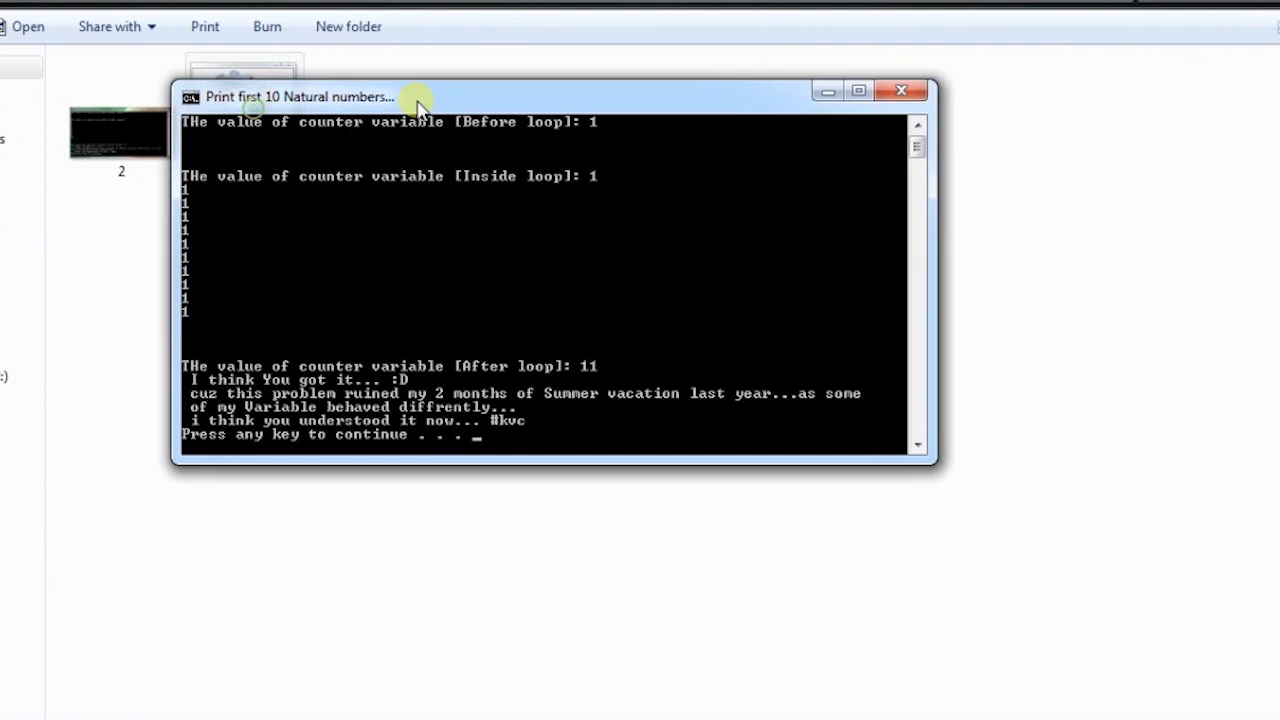 Open Share with Print Burn New folder
Print first 10 Natural numbers...
THe value of counter variable [Before loop]: 1
THe value of counter variable [Inside loop]: 1
1
1
1
1
1
1
1
1
1
1
THe value of counter variable [After loop]: 11
I think You got it... :D
cuz this problem ruined my 2 months of Summer vacation last year...as some
of my Variable behaved diffrently...
i think you understood it now... #kvc
Press any key to continue . . . _
2
s
:)